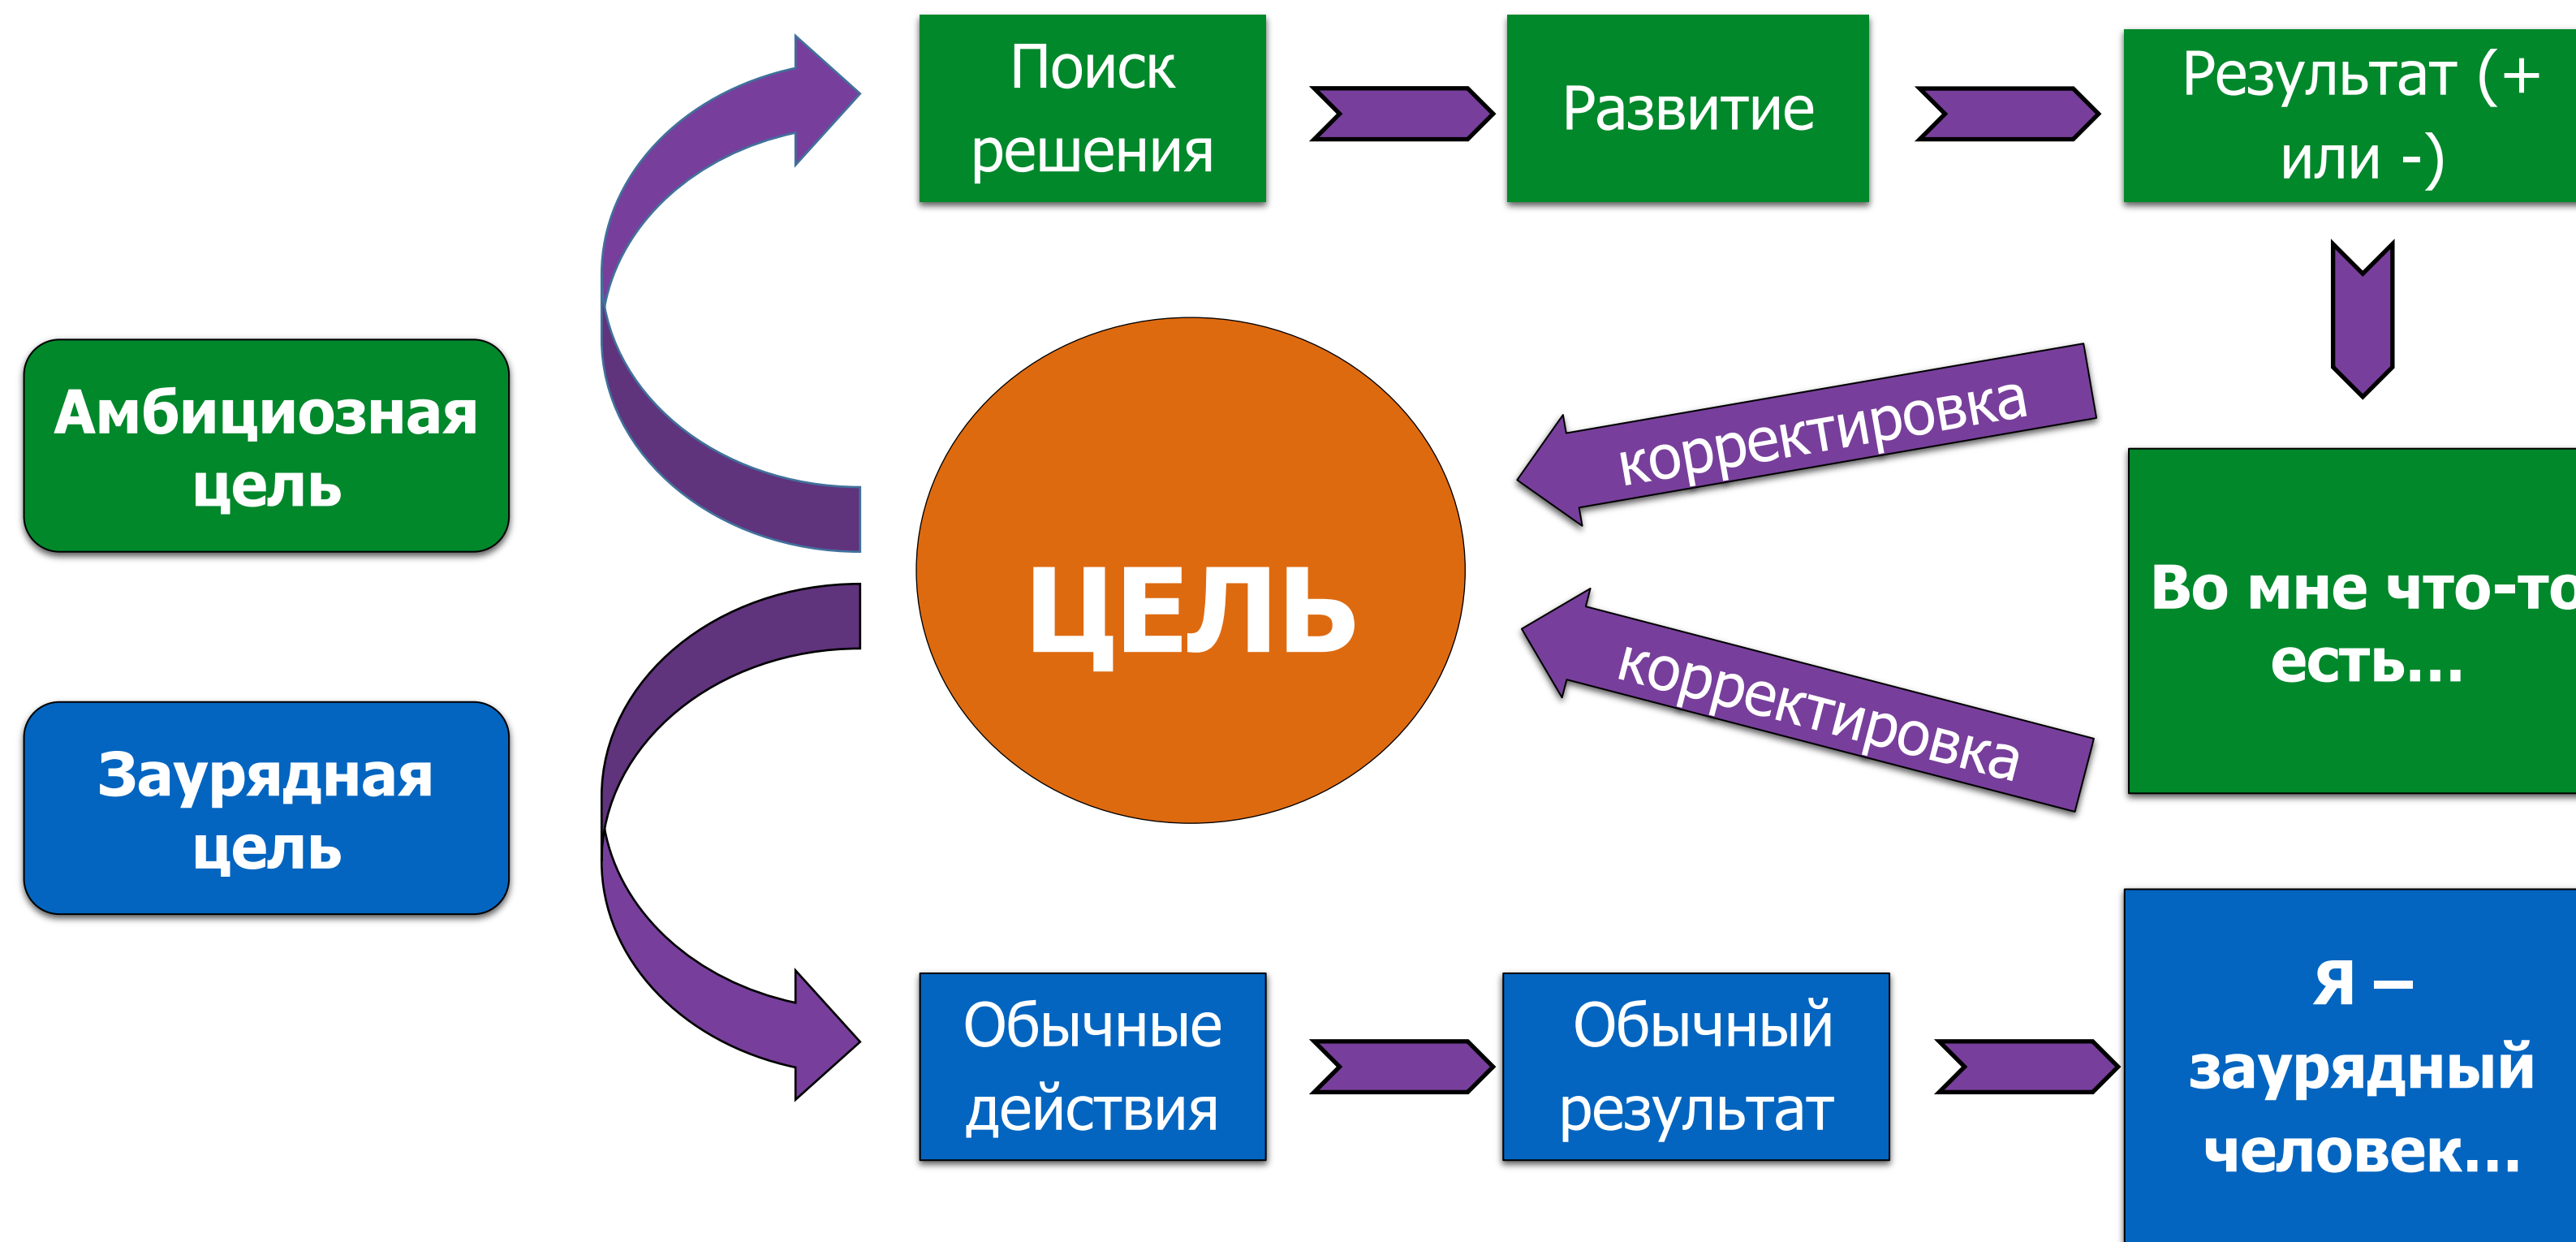 Поиск
решения
Развитие
Результат (+
или -)
Амбициозная
цель
Заурядная
цель
ЦЕЛЬ
корректировка
корректировка
Во мне что-то
есть...
Обычные
действия
Обычный
результат
Я –
заурядный
человек...